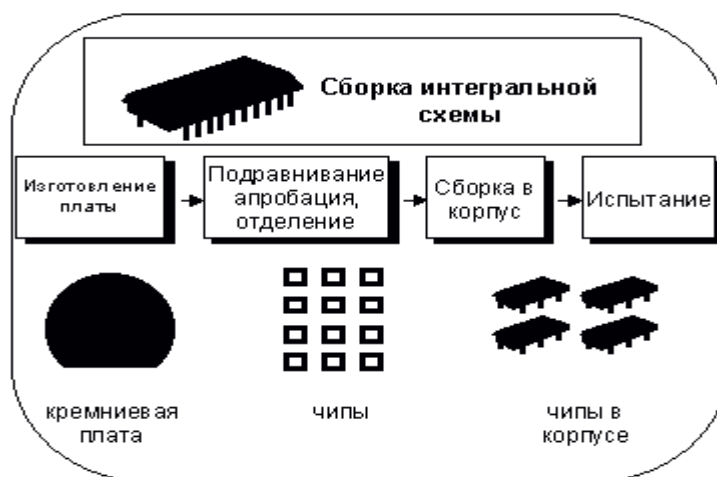 Сборка интегральной
схемы
Изготовление
платы
Подравнивание
апробация,
отделение
Сборка в
корпус
Испытание
кремниевая
плата
чипы
чипы в
корпусе